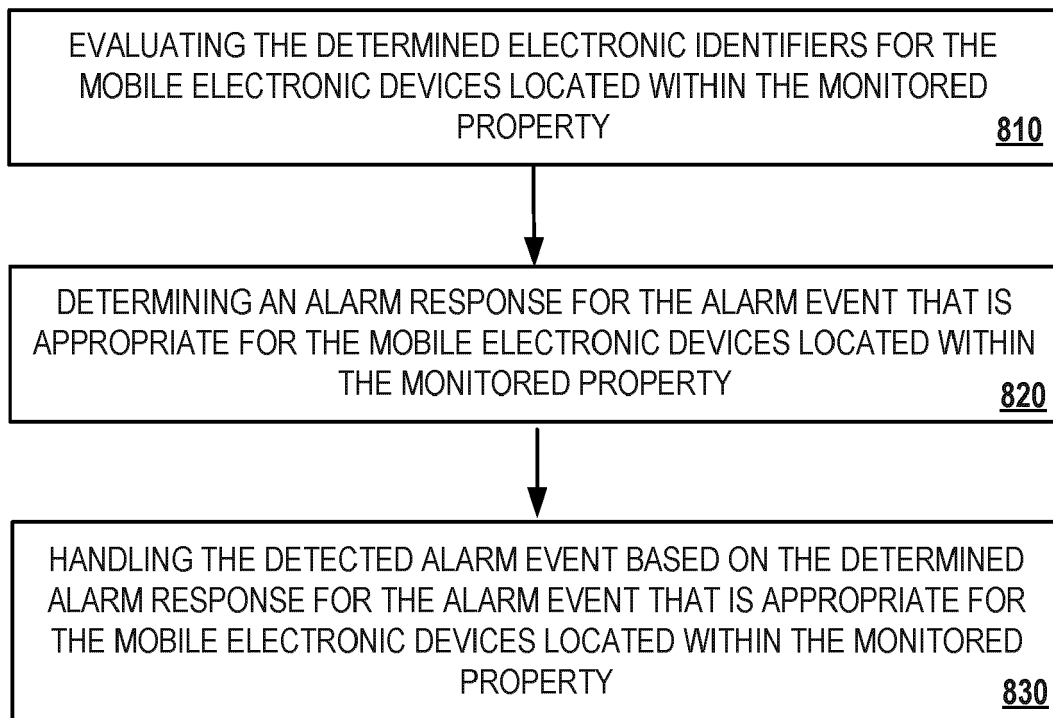 EVALUATING THE DETERMINED ELECTRONIC IDENTIFIERS FOR THE
MOBILE ELECTRONIC DEVICES LOCATED WITHIN THE MONITORED
PROPERTY
810
DETERMINING AN ALARM RESPONSE FOR THE ALARM EVENT THAT IS
APPROPRIATE FOR THE MOBILE ELECTRONIC DEVICES LOCATED WITHIN
THE MONITORED PROPERTY
820
HANDLING THE DETECTED ALARM EVENT BASED ON THE DETERMINED
ALARM RESPONSE FOR THE ALARM EVENT THAT IS APPROPRIATE FOR
THE MOBILE ELECTRONIC DEVICES LOCATED WITHIN THE MONITORED
PROPERTY
830